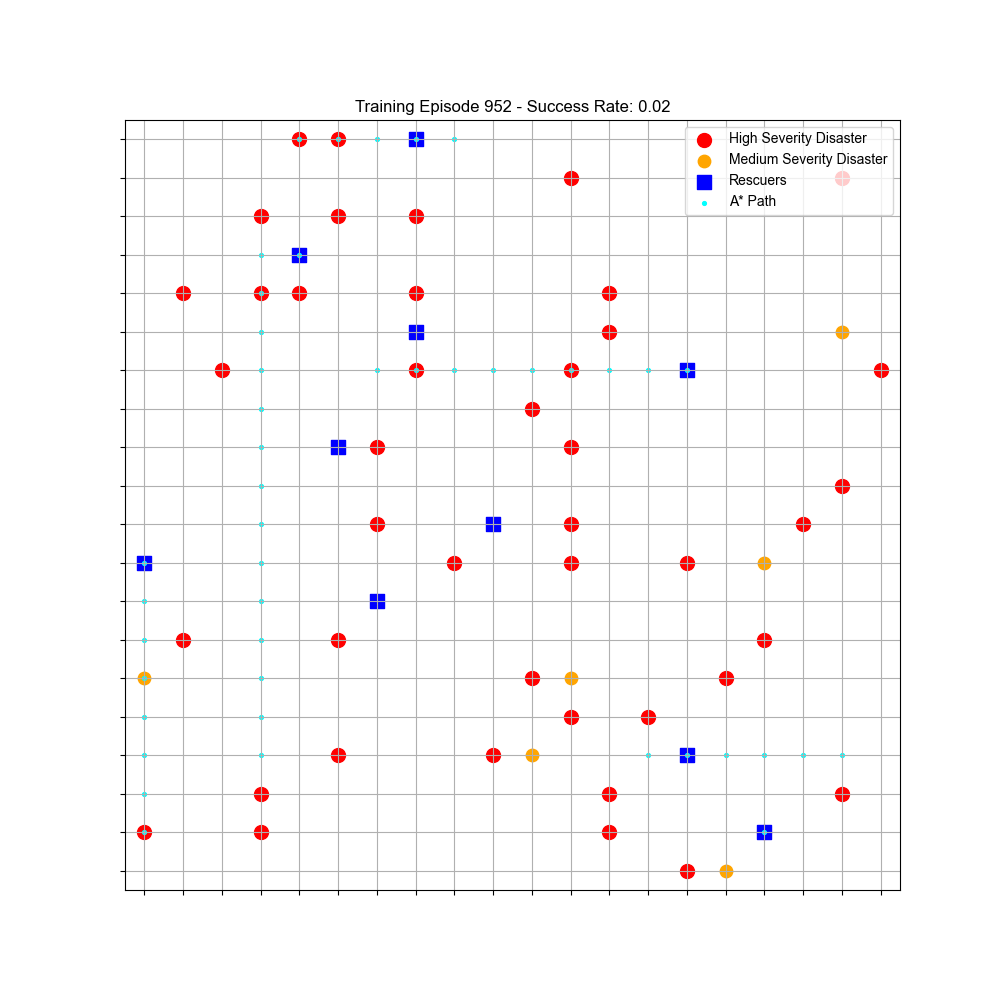 Training Episode 952 - Success Rate: 0.02
High Severity Disaster
Medium Severity Disaster
Rescuers
A* Path